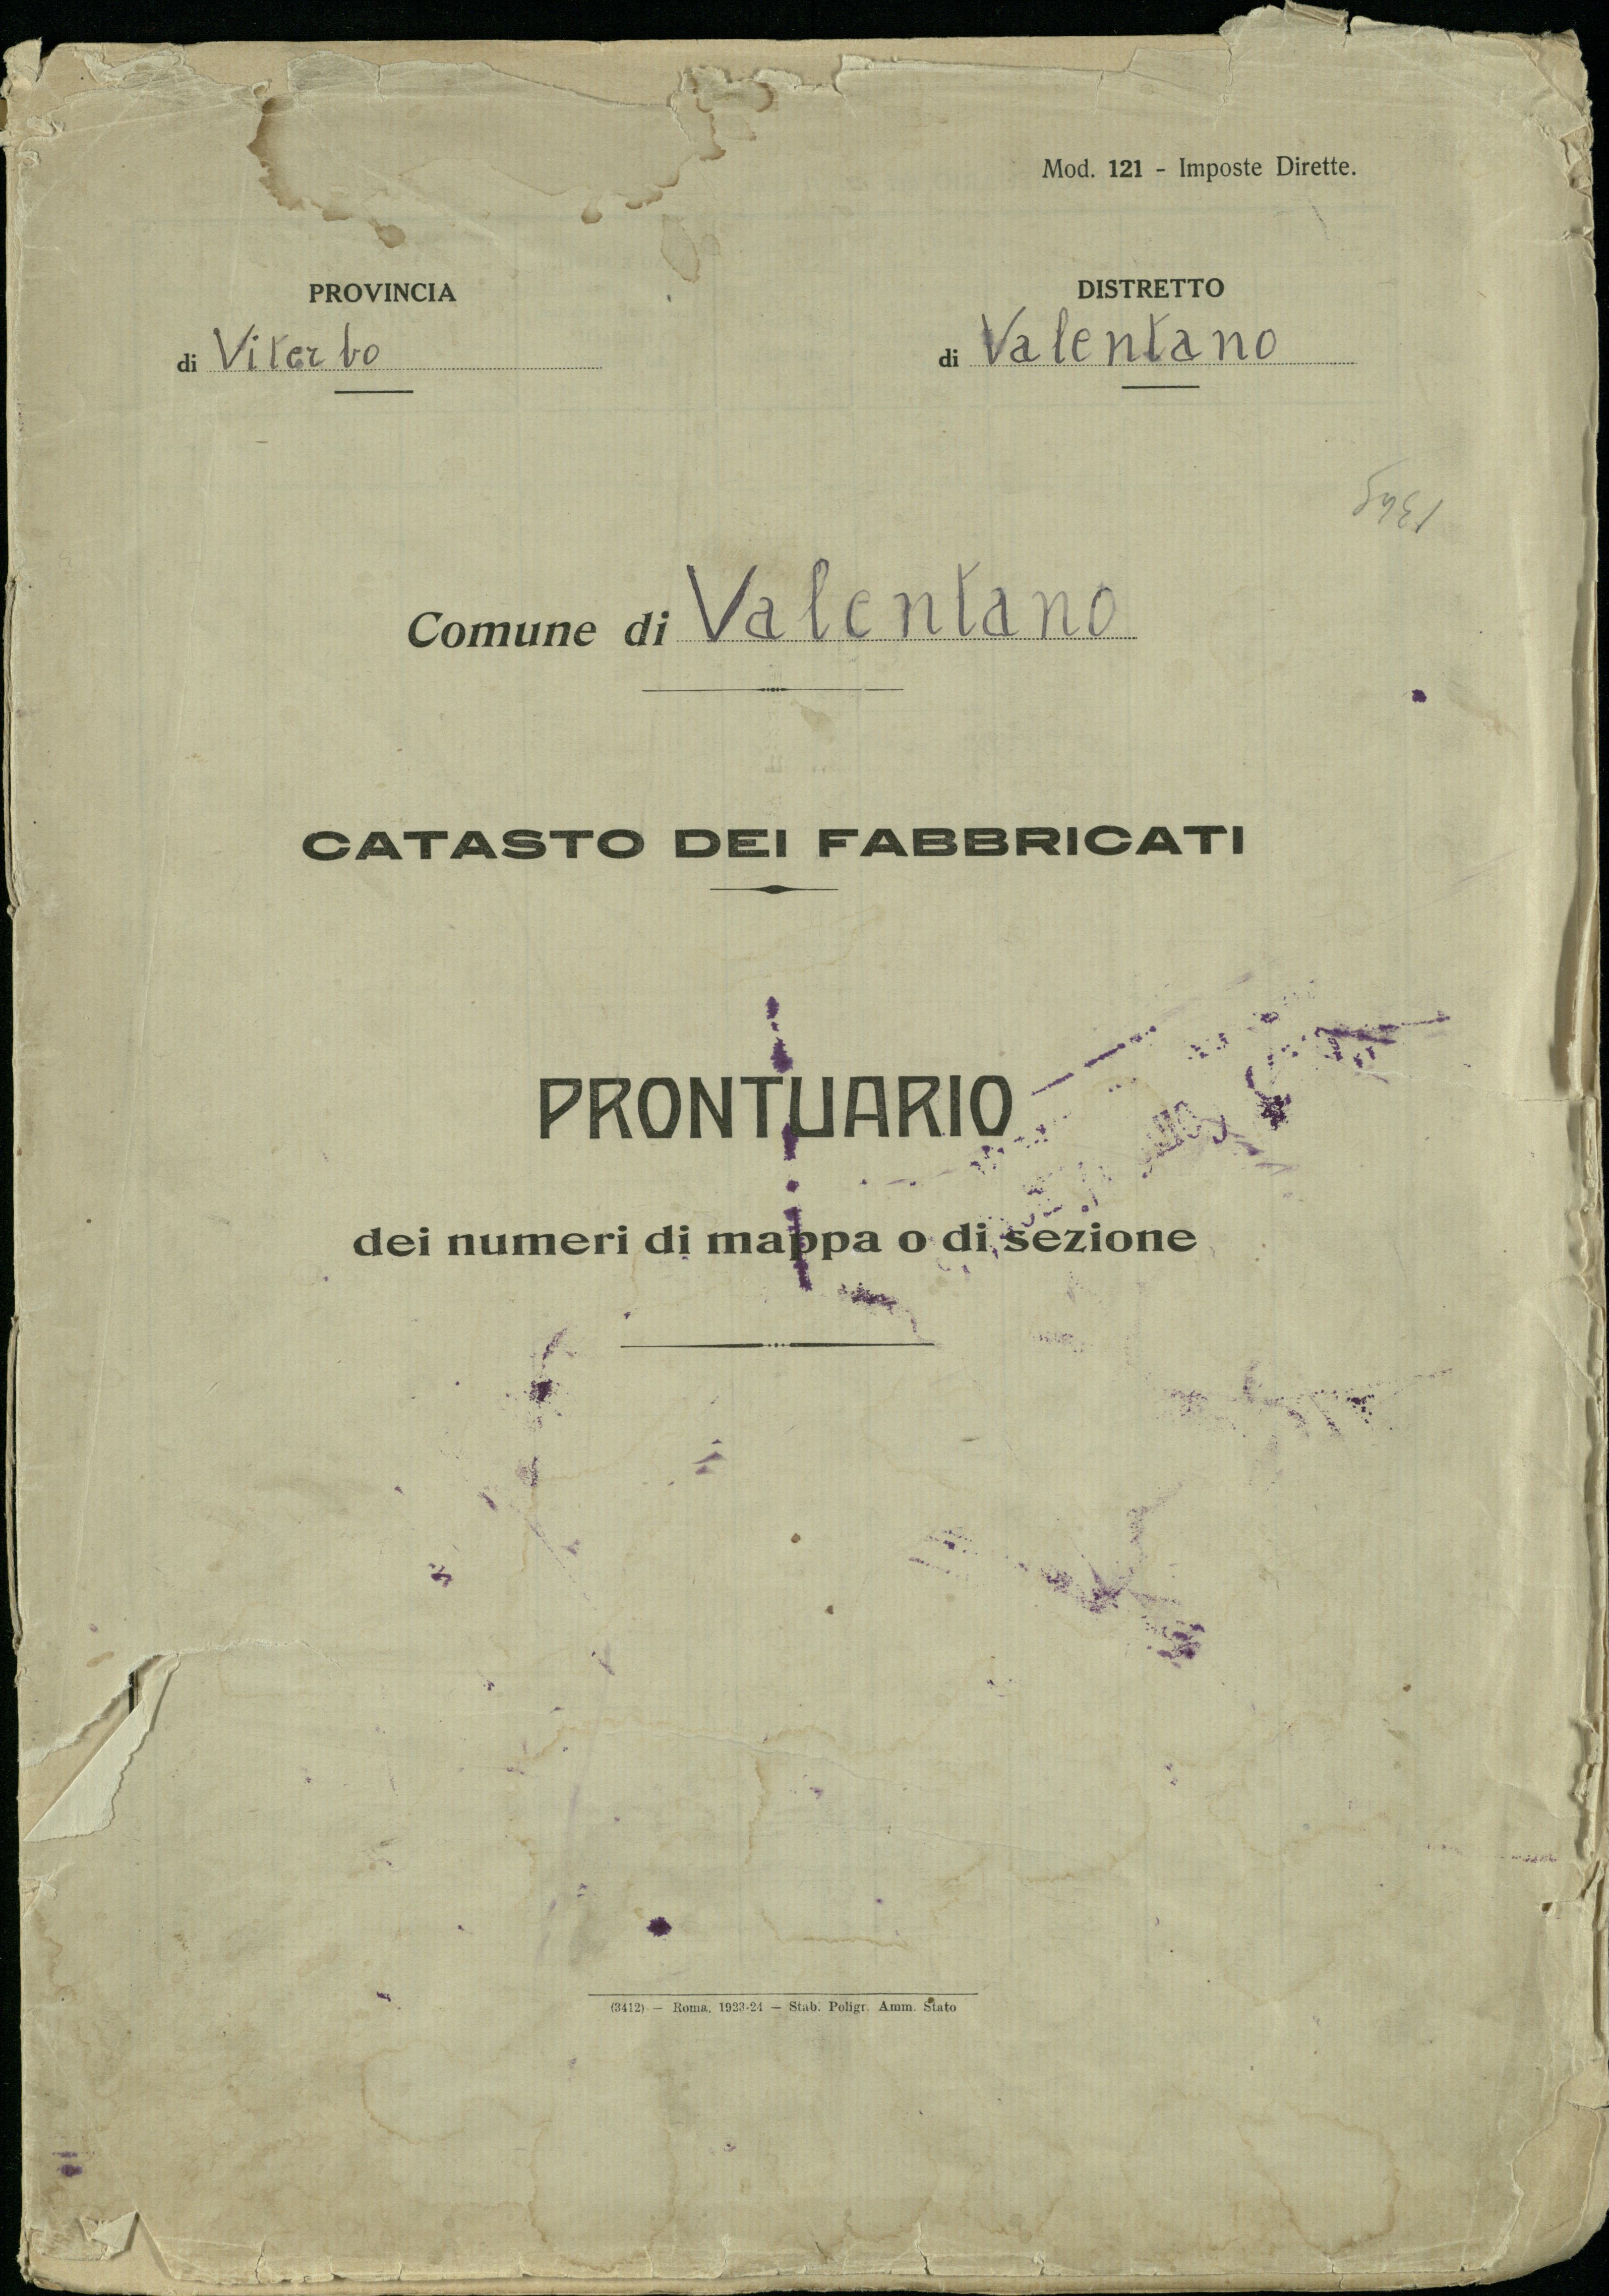 Mod. 121 - Imposte Dirette.
PROVINCIA
di Viterbo
DISTRETTO
di Valentano
Comune di Valentano
CATASTO DEI FABBRICATI
PRONTUARIO
dei numeri di mappa o di sezione
(3412) — Roma, 1923-24 — Stab. Poligr. Amm. Stato